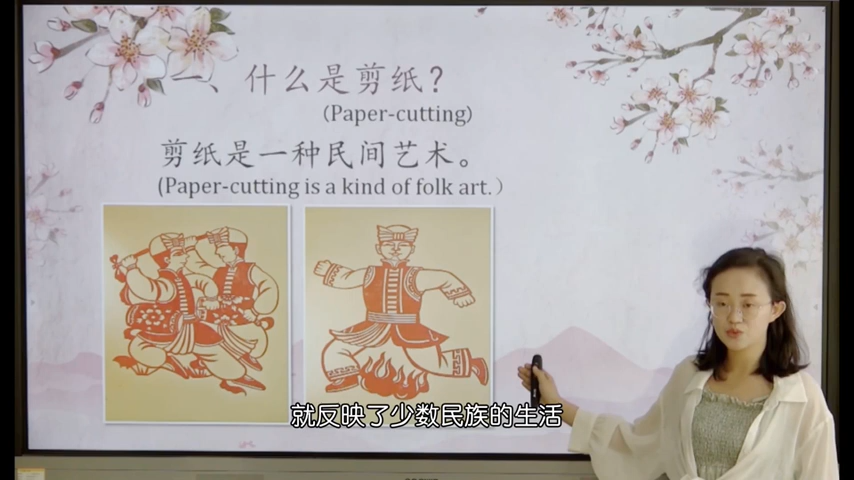 一、什么是剪纸？
(Paper-cutting)
剪纸是一种民间艺术。
(Paper-cutting is a kind of folk art.）
就反映了少数民族的生活